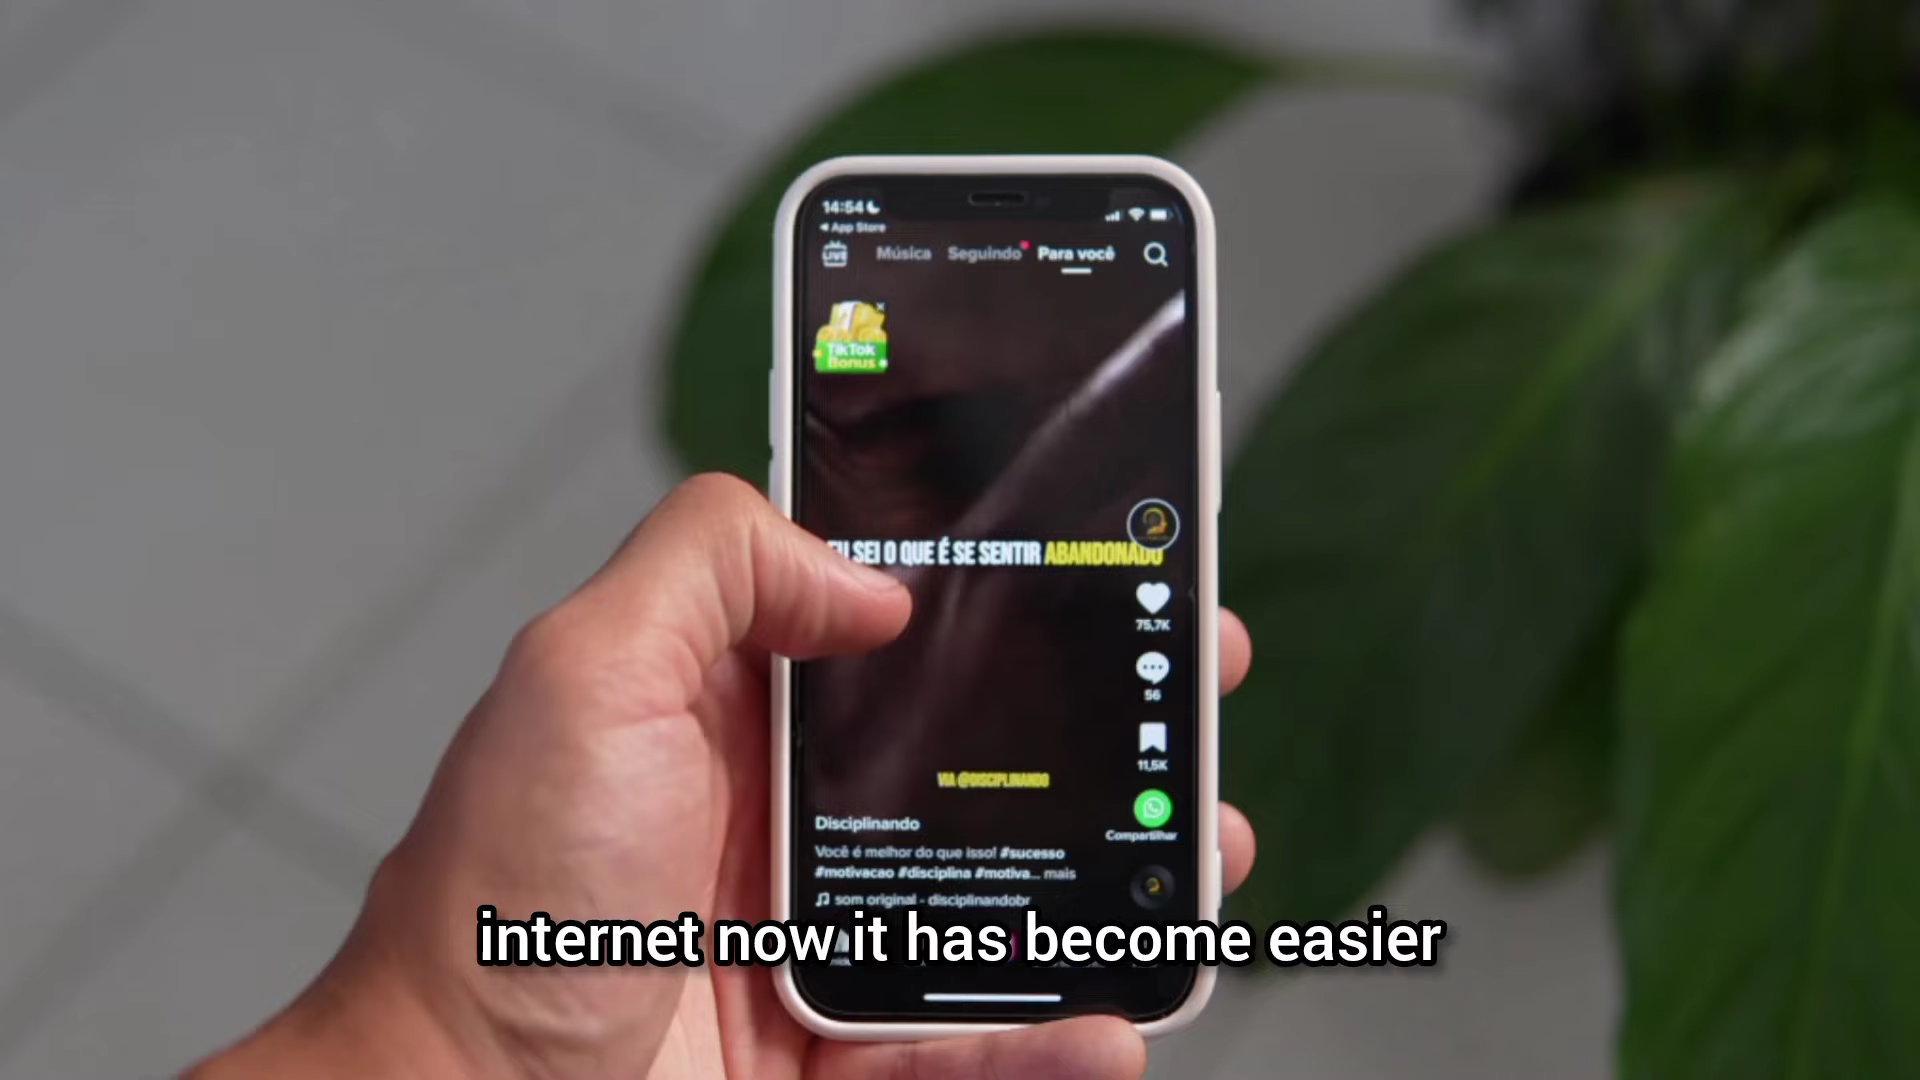 14:54
App Store
LIVE
Música Seguindo Para você
TikTok
Bonus
EU SEI O QUE É SE SENTIR ABANDONADO
75,7K
56
11,5K
VIA @DISCIPLINANDO
Compartilhar
Disciplinando
Você é melhor do que isso! #sucesso
#motivacao #disciplina #motiva... mais
som original - disciplinandobr
internet now it has become easier